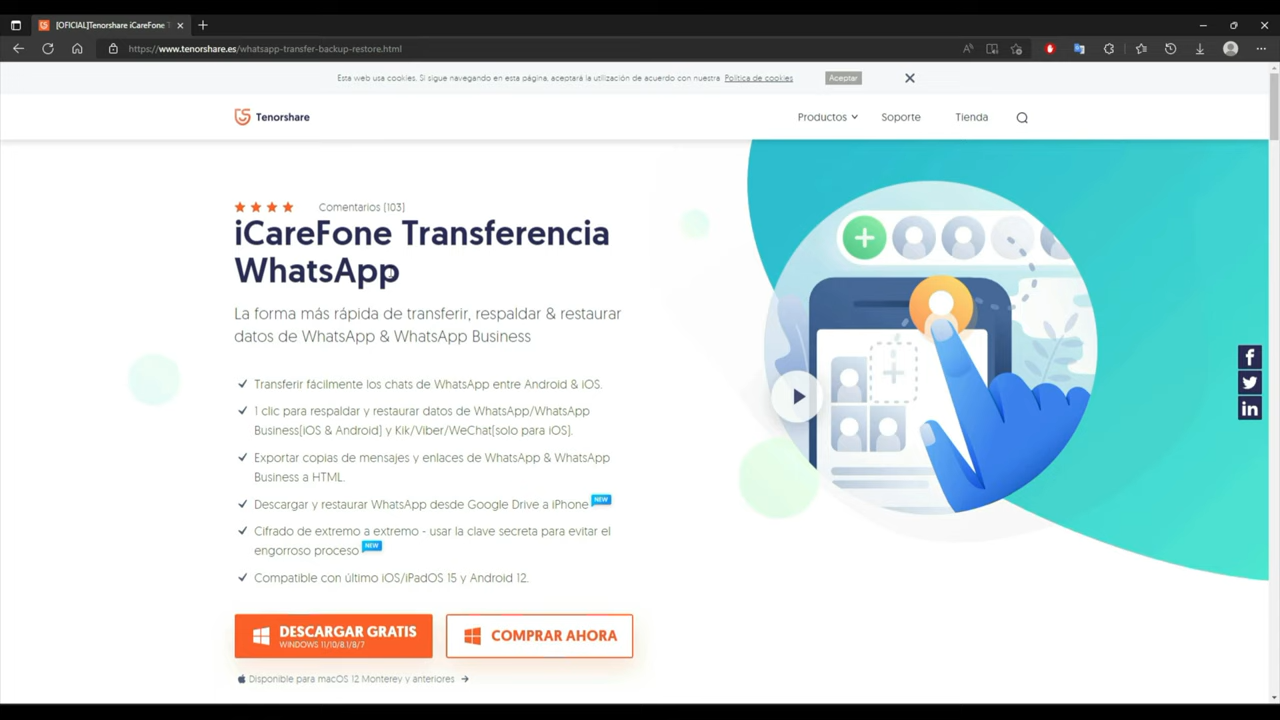 [OFICIAL]Tenorshare iCareFone T
https://www.tenorshare.es/whatsapp-transfer-backup-restore.html
Esta web usa cookies. Si sigue navegando en esta página, aceptará la utilización de acuerdo con nuestra Política de cookies Aceptar
Tenorshare Productos Soporte Tienda
Comentarios (103)
iCareFone Transferencia
WhatsApp
La forma más rápida de transferir, respaldar & restaurar
datos de WhatsApp & WhatsApp Business
Transferir fácilmente los chats de WhatsApp entre Android & iOS.
1 clic para respaldar y restaurar datos de WhatsApp/WhatsApp
Business(iOS & Android) y Kik/Viber/WeChat(solo para iOS).
Exportar copias de mensajes y enlaces de WhatsApp & WhatsApp
Business a HTML.
Descargar y restaurar WhatsApp desde Google Drive a iPhone NEW
Cifrado de extremo a extremo - usar la clave secreta para evitar el
engorroso proceso NEW
Compatible con último iOS/iPadOS 15 y Android 12.
DESCARGAR GRATIS
WINDOWS 11/10/8.1/8/7
COMPRAR AHORA
Disponible para macOS 12 Monterey y anteriores